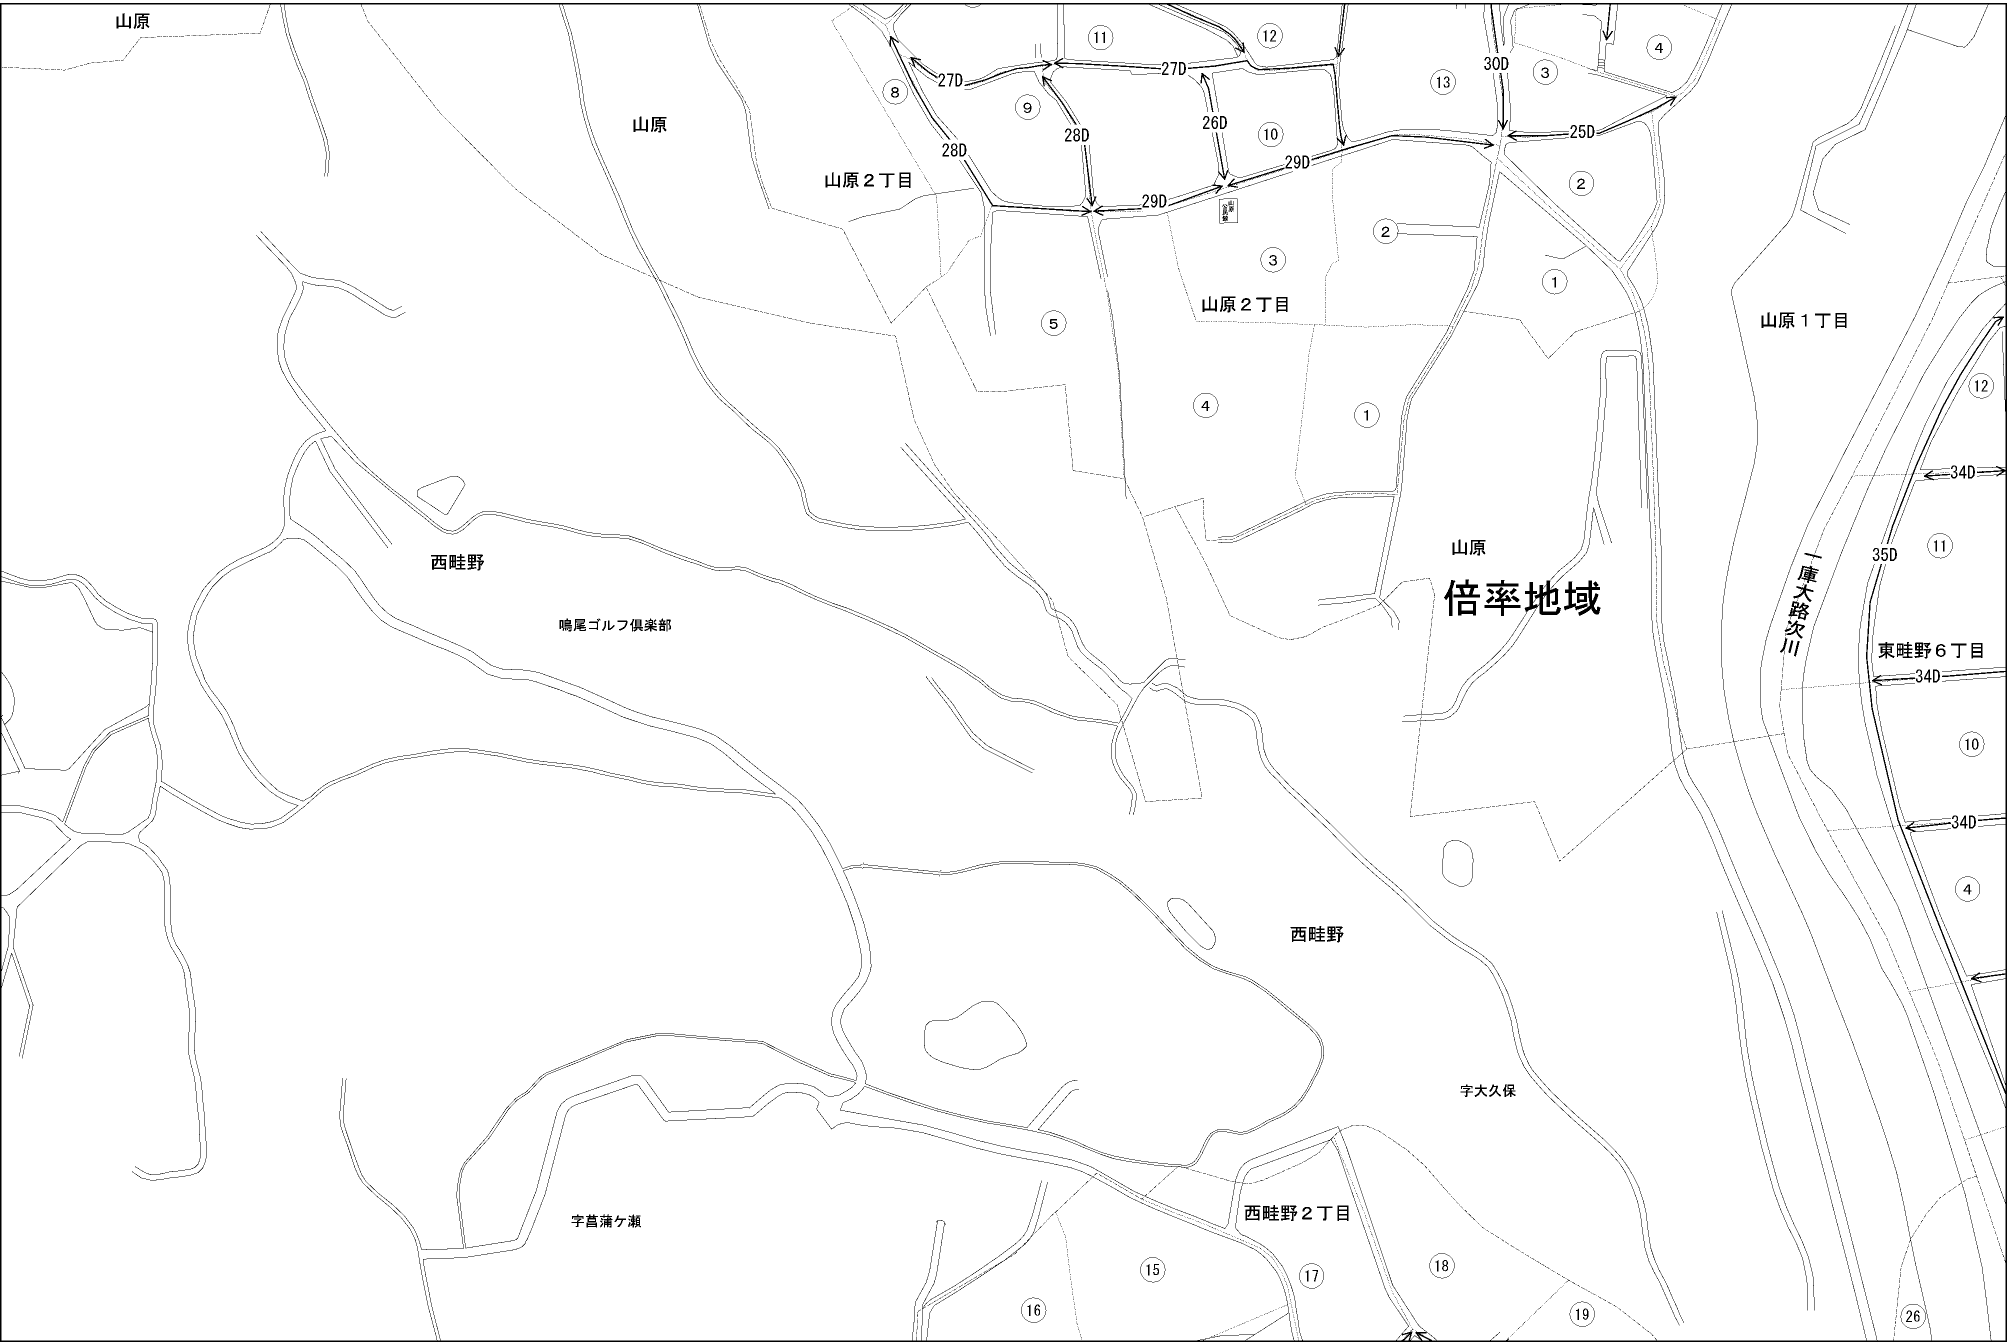 山原
⑪
⑫
④
27D
27D
30D
③
⑧
⑨
⑬
山原
28D
28D
26D
⑩
25D
29D
山原２丁目
②
29D
山原
公民館
②
③
①
山原２丁目
⑤
山原１丁目
⑫
④
①
34D
西畦野
山原
35D
⑪
倍率地域
一庫大路次川
鳴尾ゴルフ倶楽部
東畦野６丁目
34D
⑩
34D
④
西畦野
字大久保
字菖蒲ケ瀬
西畦野２丁目
⑮
⑰
⑱
⑯
⑲
㉖